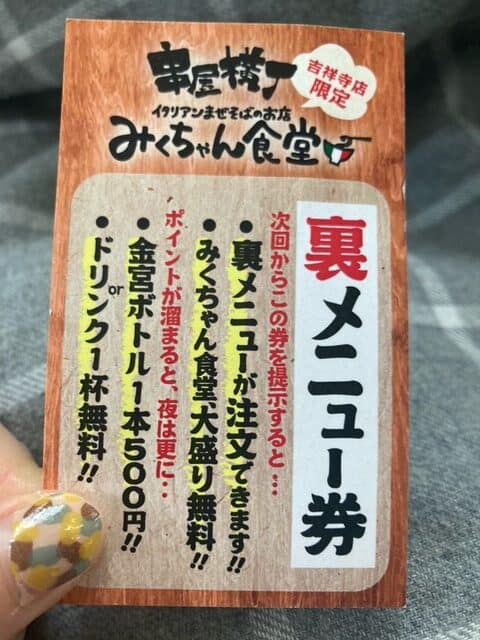 串屋横丁
吉祥寺店
限定
イタリアンまぜそばのお店
みくちゃん食堂
裏メニュー券
次回からこの券を提示すると…
● 裏メニューが注文できます!!
● みくちゃん食堂、大盛り無料!!
ポイントが溜まると、夜は更に‥
● 金宮ボトル1本500円!!
or
● ドリンク1杯無料!!